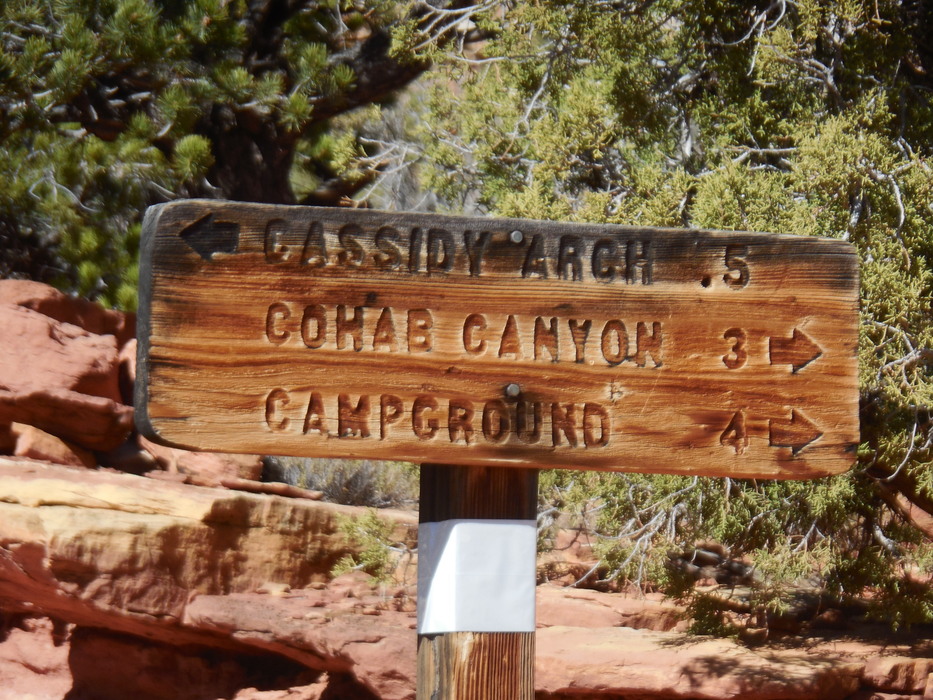 ← CASSIDY ARCH .5
COHAB CANYON 3 →
CAMPGROUND 4 →